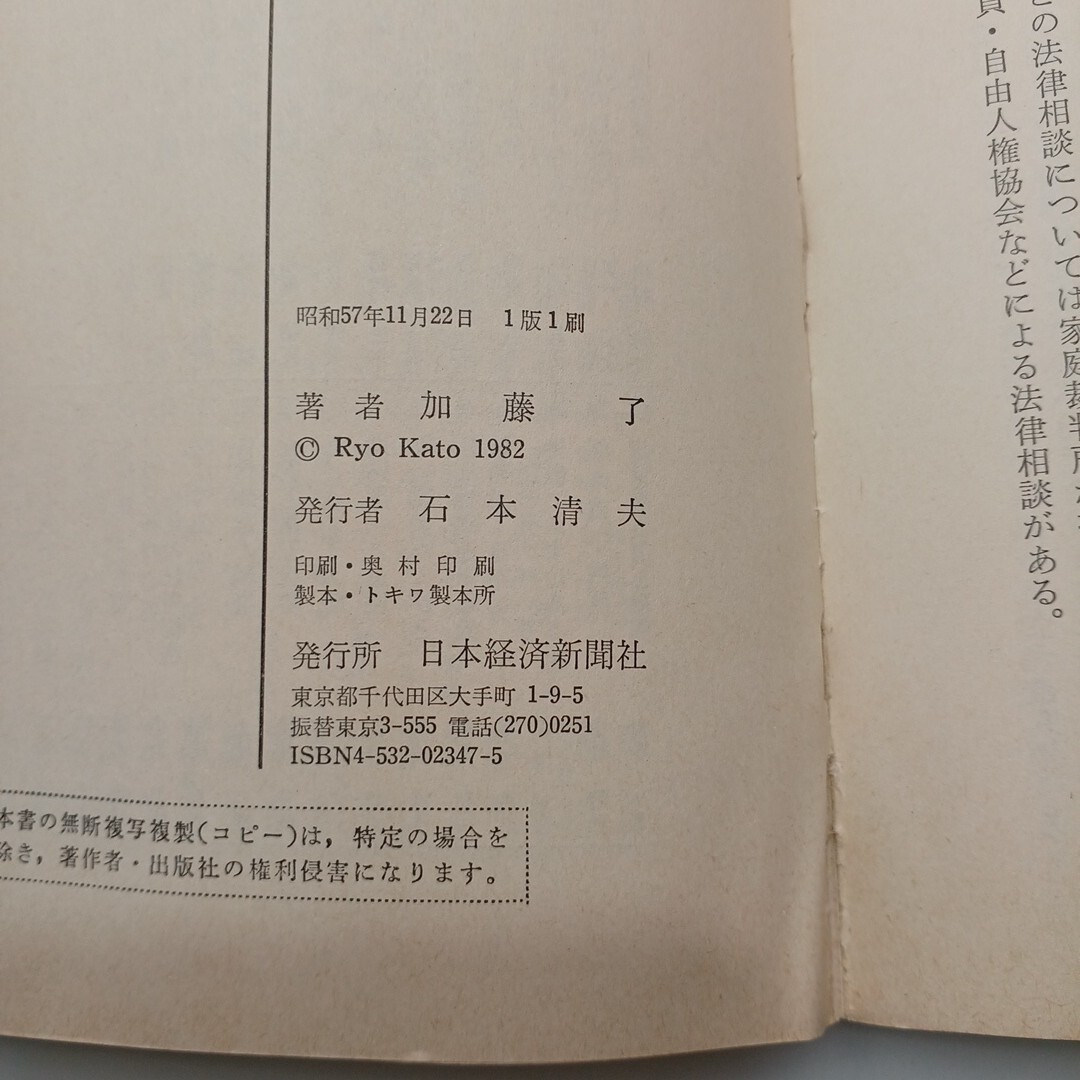 昭和57年11月22日 1版1刷
著者 加藤 了
© Ryo Kato 1982
発行者 石本清夫
印刷・奥村印刷
製本・トキワ製本所
発行所 日本経済新聞社
東京都千代田区大手町 1-9-5
振替東京3-555 電話(270)0251
ISBN4-532-02347-5
本書の無断複写複製(コピー)は，特定の場合を
除き，著作者・出版社の権利侵害になります。
の法律相談については家庭裁判所
・自由人権協会などによる法律相談がある。